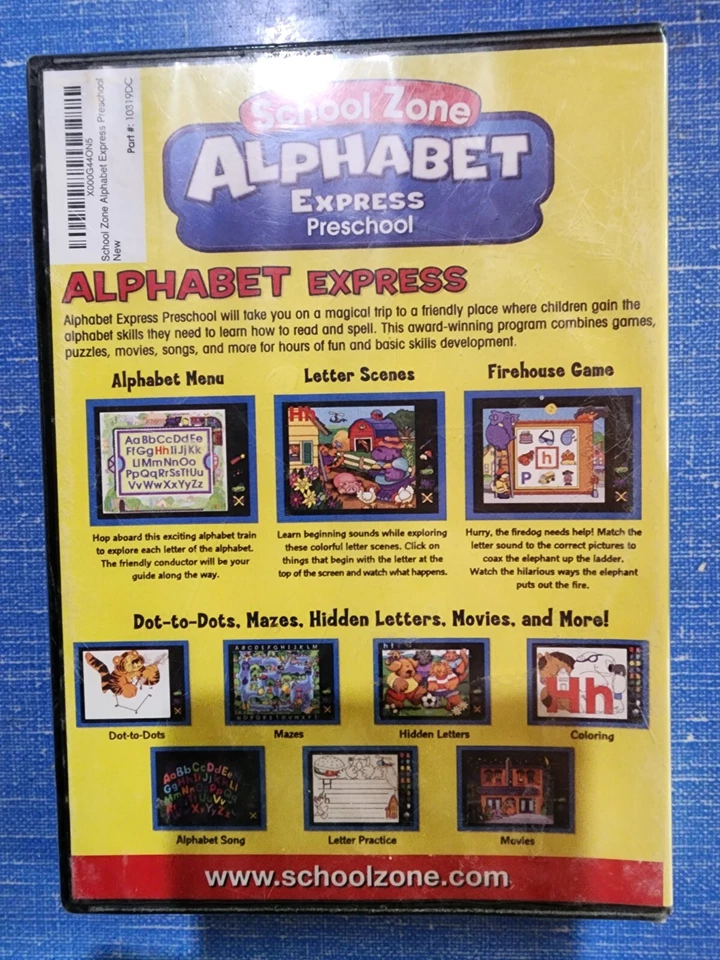 X000G44ON5
School Zone Alphabet Express Preschool
New
Part #: 10319DC
School Zone
ALPHABET
EXPRESS
Preschool
ALPHABET EXPRESS
Alphabet Express Preschool will take you on a magical trip to a friendly place where children gain the
alphabet skills they need to learn how to read and spell. This award-winning program combines games,
puzzles, movies, songs, and more for hours of fun and basic skills development.
Alphabet Menu
Letter Scenes
Firehouse Game
AaBbCcDdEe
FfGgHhIiJjKk
LlMmNnOo
PpQqRrSsTtUu
VvWwXxYyZz
Hh
h
P
Hop aboard this exciting alphabet train
to explore each letter of the alphabet.
The friendly conductor will be your
guide along the way.
Learn beginning sounds while exploring
these colorful letter scenes. Click on
things that begin with the letter at the
top of the screen and watch what happens.
Hurry, the firedog needs help! Match the
letter sound to the correct pictures to
coax the elephant up the ladder.
Watch the hilarious ways the elephant
puts out the fire.
Dot-to-Dots, Mazes, Hidden Letters, Movies, and More!
A B C D E F G H I J K L M
Hh
Dot-to-Dots
Mazes
Hidden Letters
Coloring
Alphabet Song
Letter Practice
Movies
www.schoolzone.com